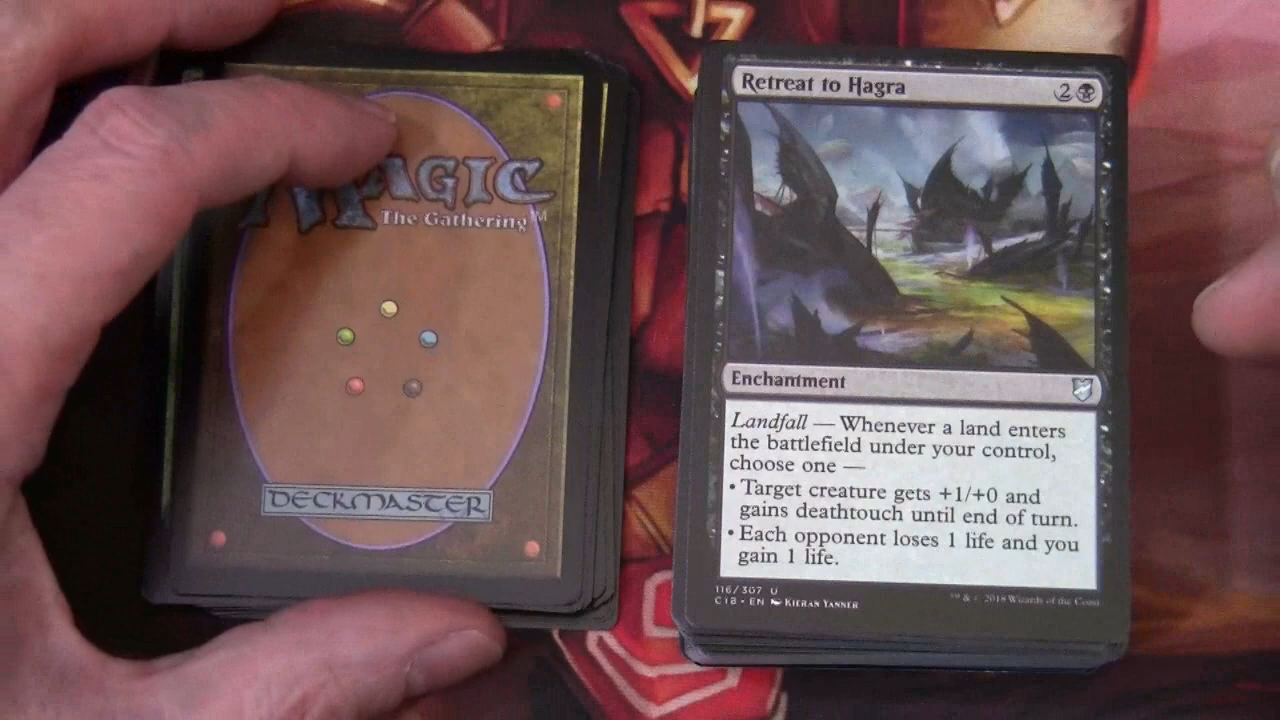 MAGIC
The Gathering™
DECKMASTER
Retreat to Hagra
2
Enchantment
Landfall — Whenever a land enters
the battlefield under your control,
choose one —
• Target creature gets +1/+0 and
gains deathtouch until end of turn.
• Each opponent loses 1 life and you
gain 1 life.
116/307 U
C18 • EN KIERAN YANNER
™ & © 2018 Wizards of the Coast